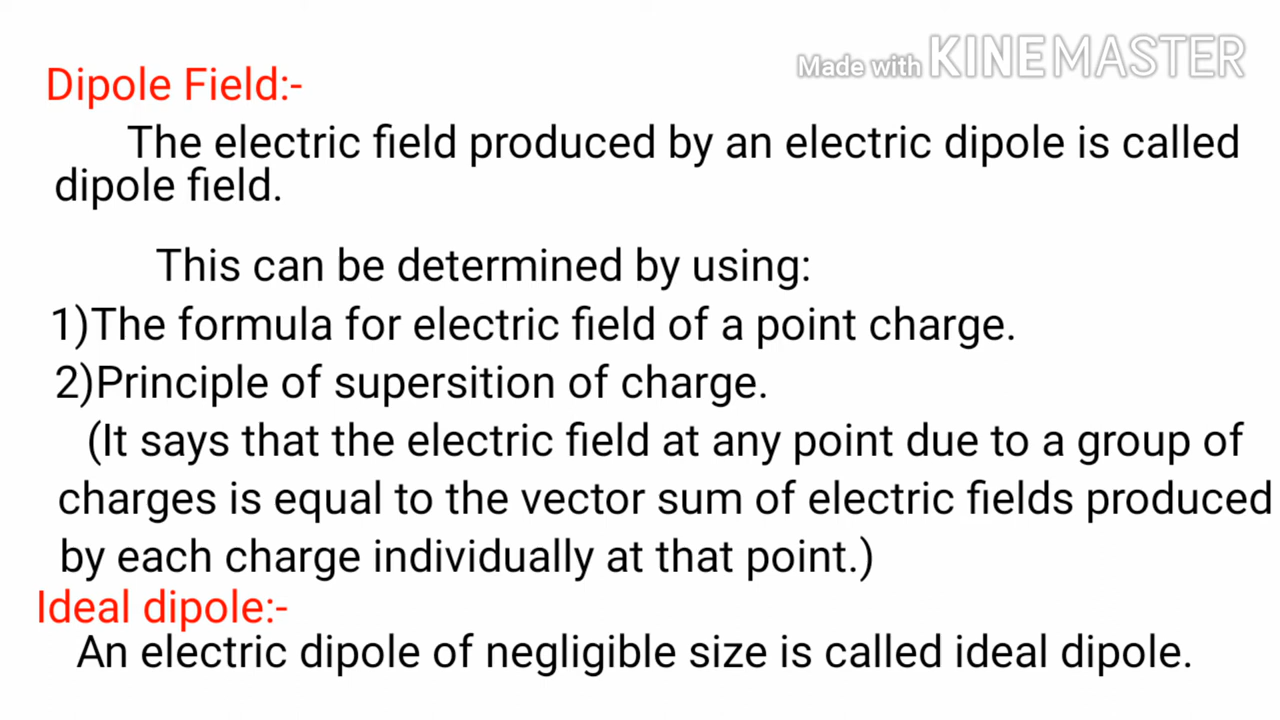 Made with KINEMASTER
Dipole Field:-
The electric field produced by an electric dipole is called
dipole field.
This can be determined by using:
1)The formula for electric field of a point charge.
2)Principle of supersition of charge.
(It says that the electric field at any point due to a group of
charges is equal to the vector sum of electric fields produced
by each charge individually at that point.)
Ideal dipole:-
An electric dipole of negligible size is called ideal dipole.